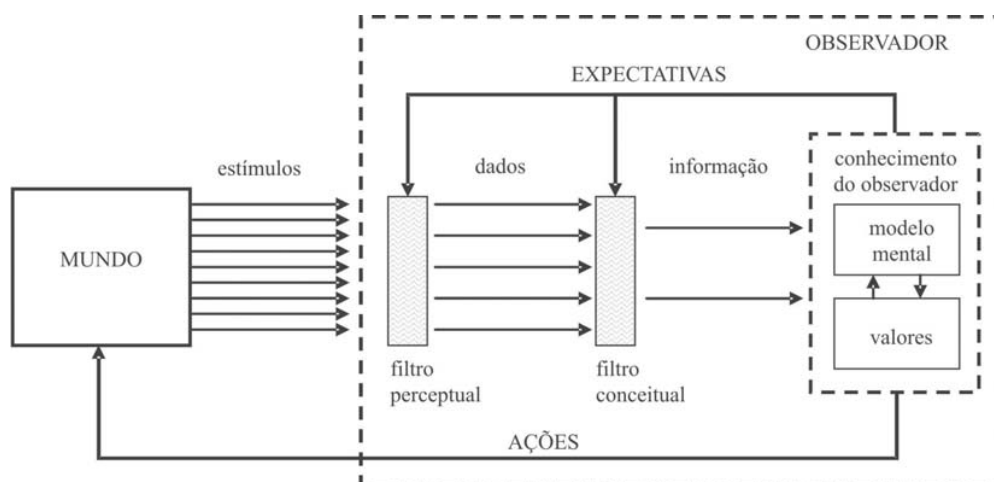 OBSERVADOR
EXPECTATIVAS
estímulos
dados
informação
conhecimento
do observador
MUNDO
modelo
mental
valores
filtro
perceptual
filtro
conceitual
AÇÕES